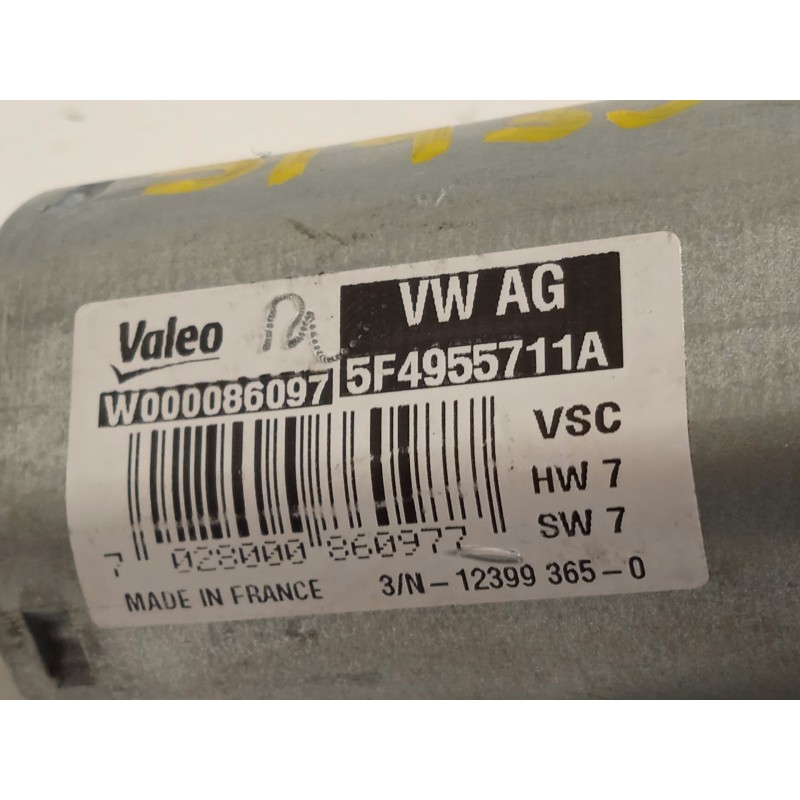 Valeo
VW AG
W000086097
5F4955711A
VSC
HW 7
SW 7
7 028000 860977
MADE IN FRANCE
3/N-12399 365-0